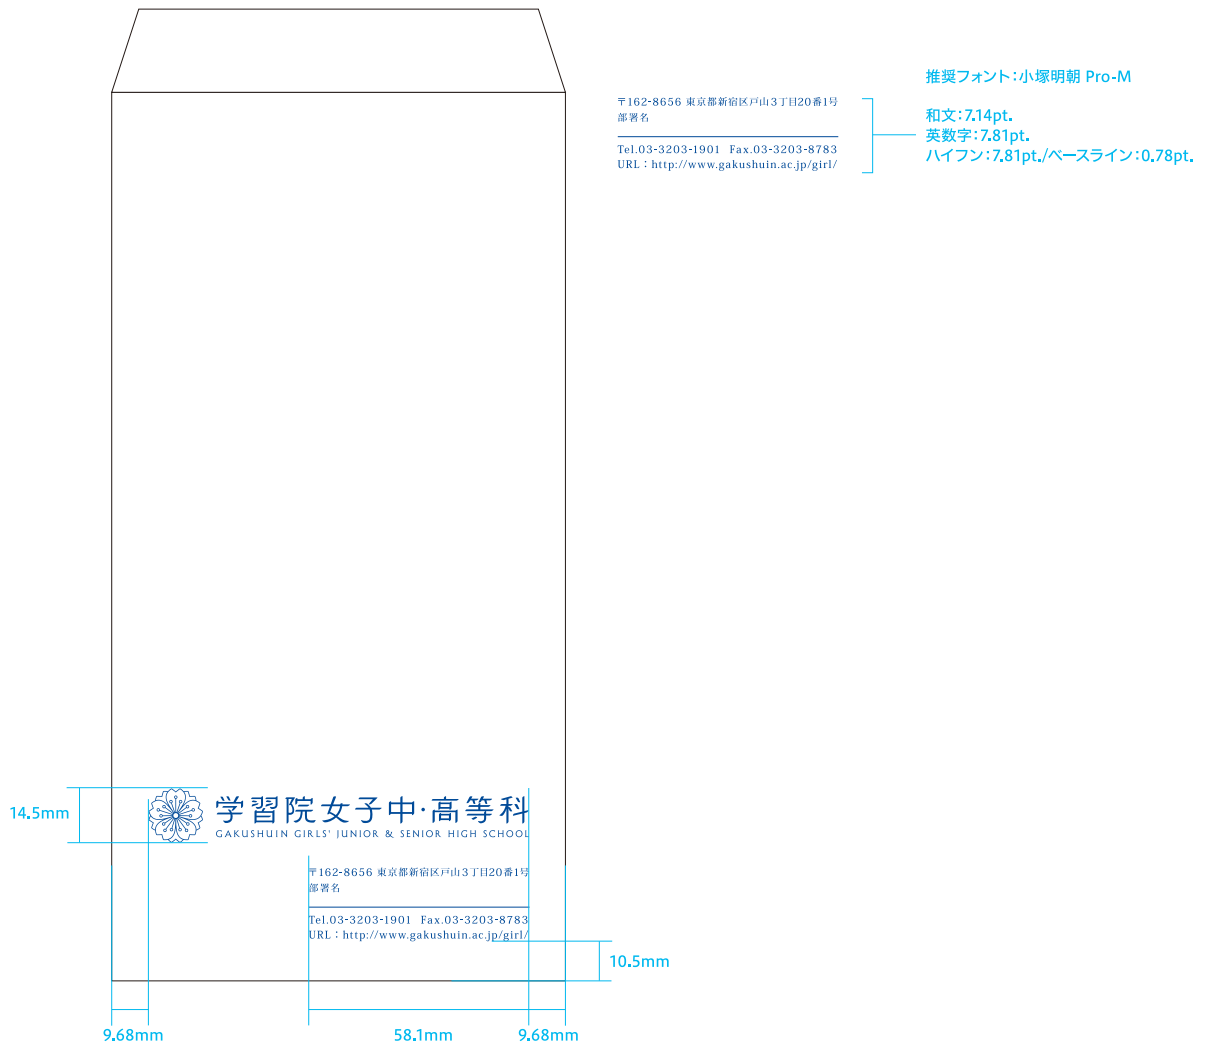 推奨フォント：小塚明朝 Pro-M
和文：7.14pt.
英数字：7.81pt.
ハイフン：7.81pt./ベースライン：0.78pt.
〒162-8656 東京都新宿区戸山3丁目20番1号
部署名
Tel.03-3203-1901 Fax.03-3203-8783
URL：http://www.gakushuin.ac.jp/girl/
14.5mm
学習院女子中・高等科
GAKUSHUIN GIRLS' JUNIOR & SENIOR HIGH SCHOOL
〒162-8656 東京都新宿区戸山3丁目20番1号
部署名
Tel.03-3203-1901 Fax.03-3203-8783
URL：http://www.gakushuin.ac.jp/girl/
10.5mm
9.68mm
58.1mm
9.68mm